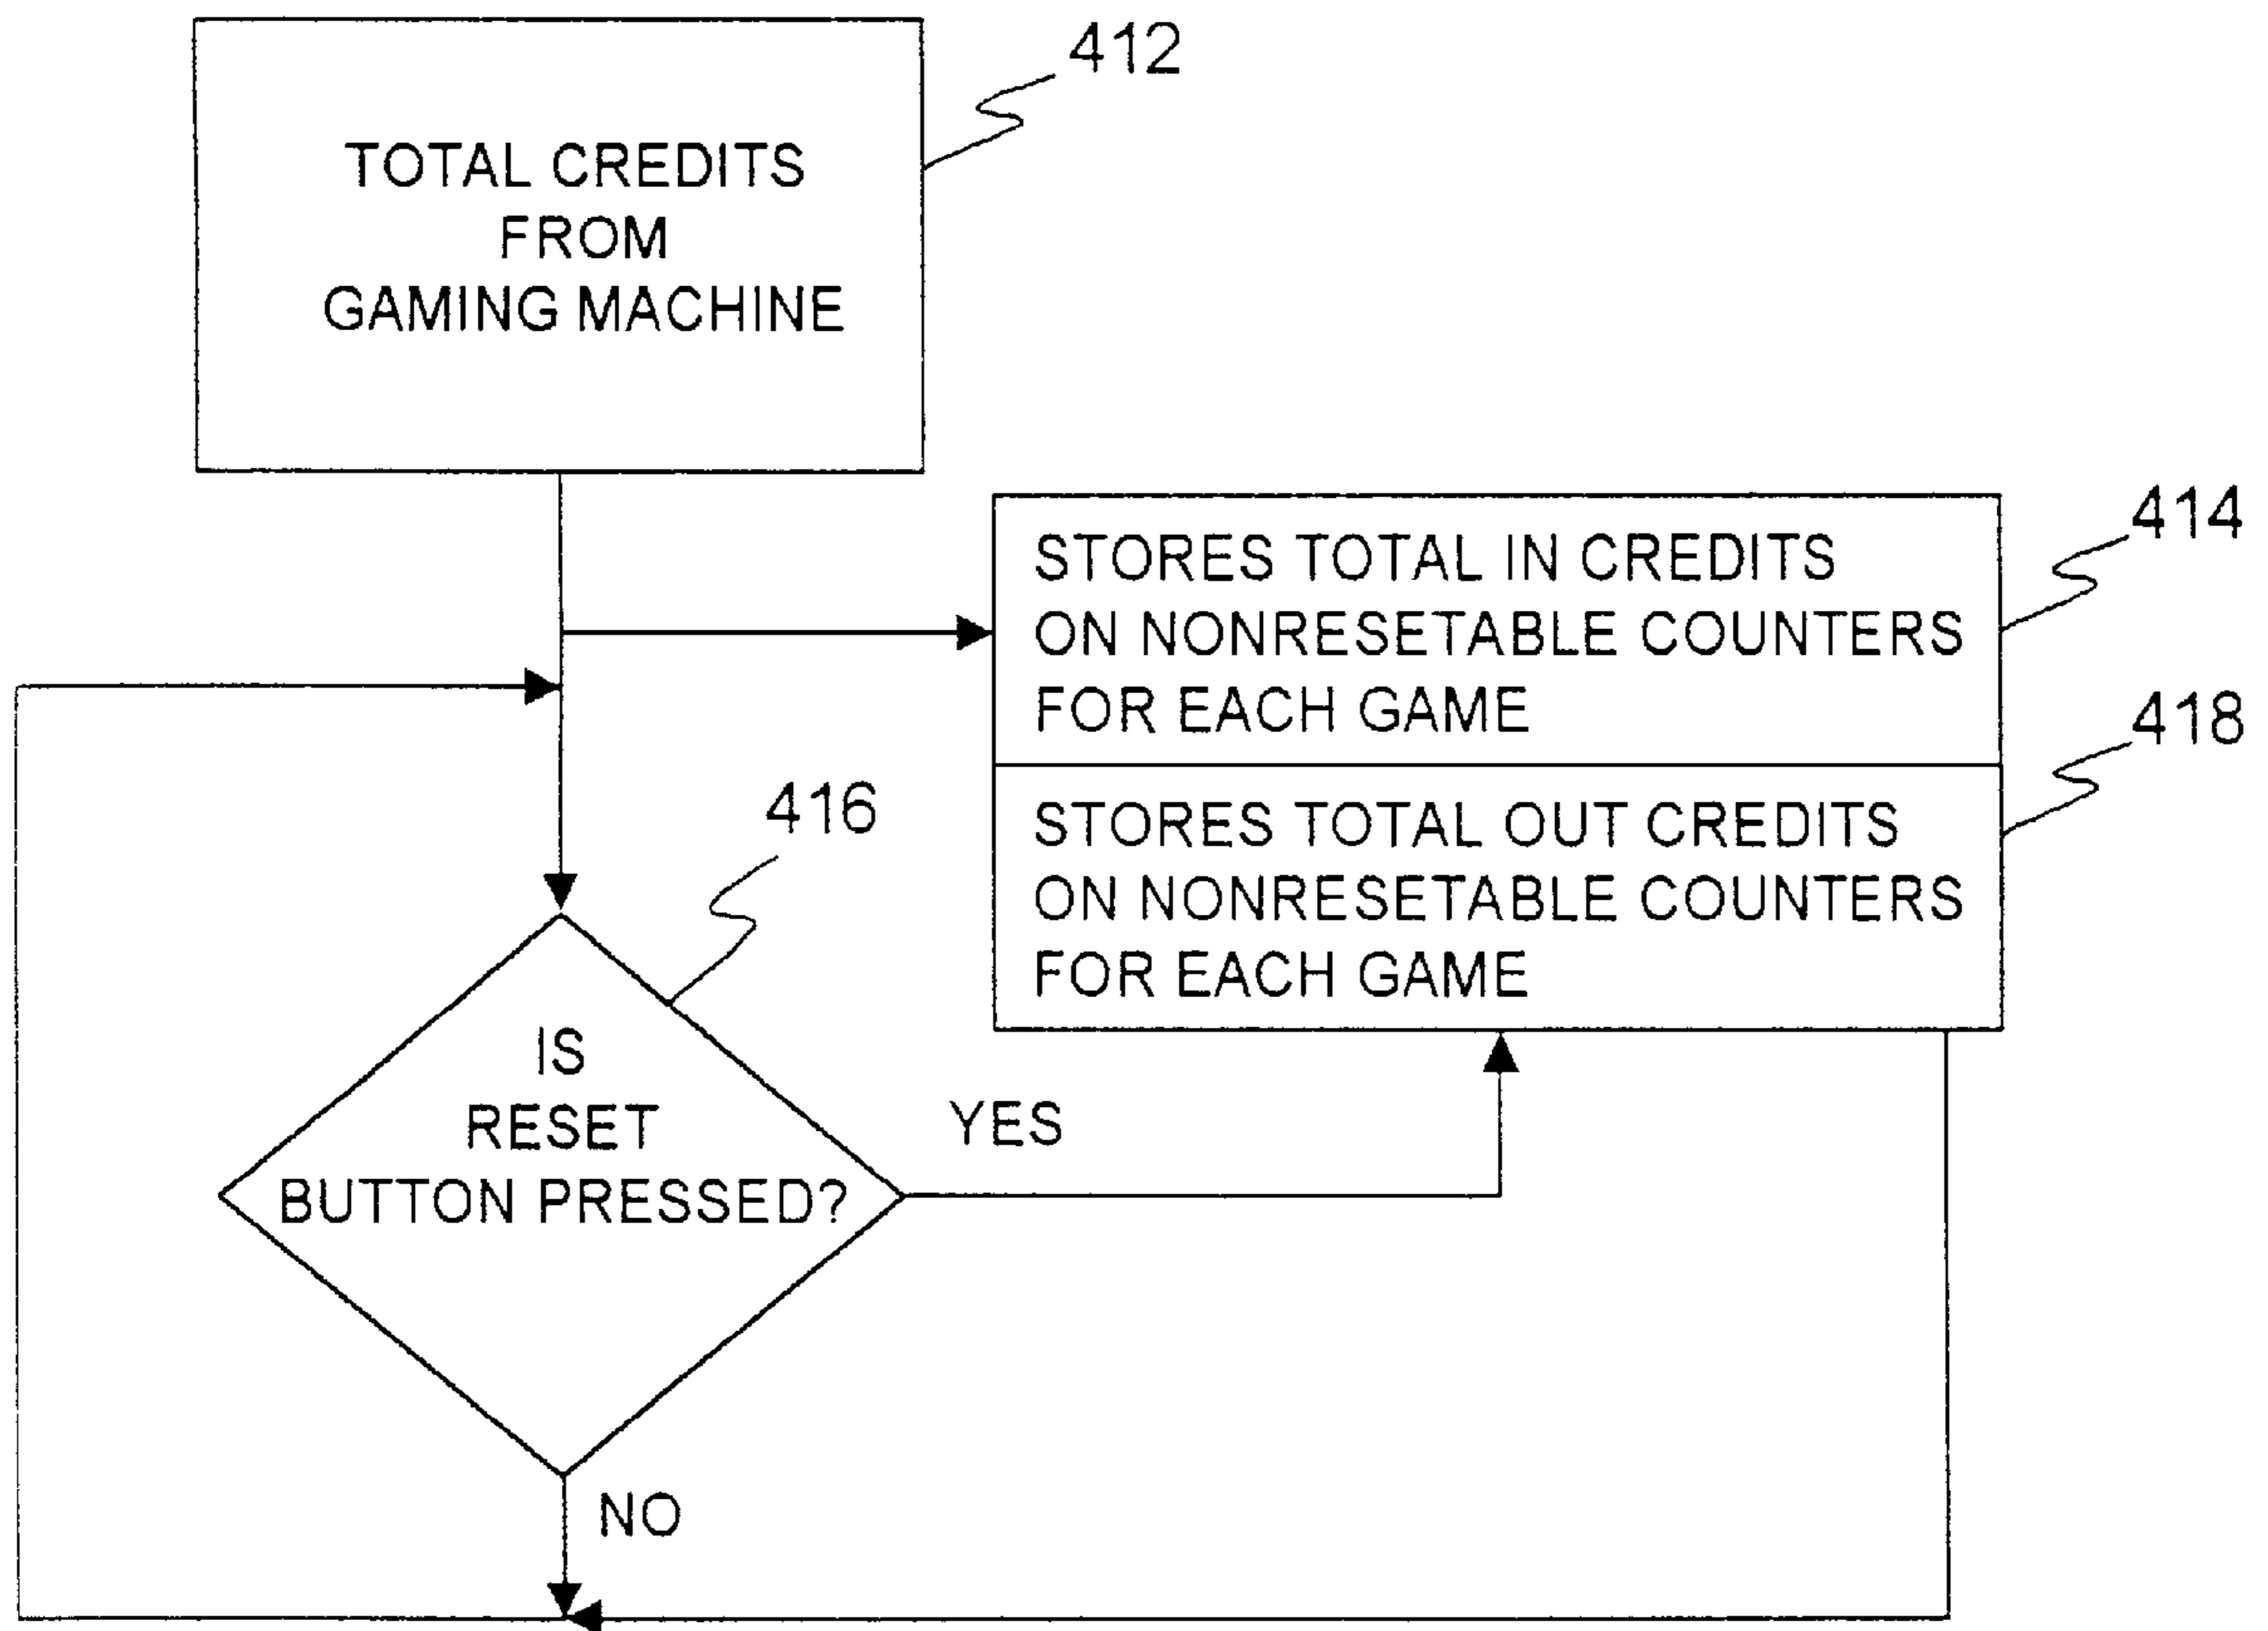 412
TOTAL CREDITS
FROM
GAMING MACHINE
414
STORES TOTAL IN CREDITS
ON NONRESETABLE COUNTERS
FOR EACH GAME
418
STORES TOTAL OUT CREDITS
ON NONRESETABLE COUNTERS
FOR EACH GAME
416
IS
RESET
BUTTON PRESSED?
YES
NO